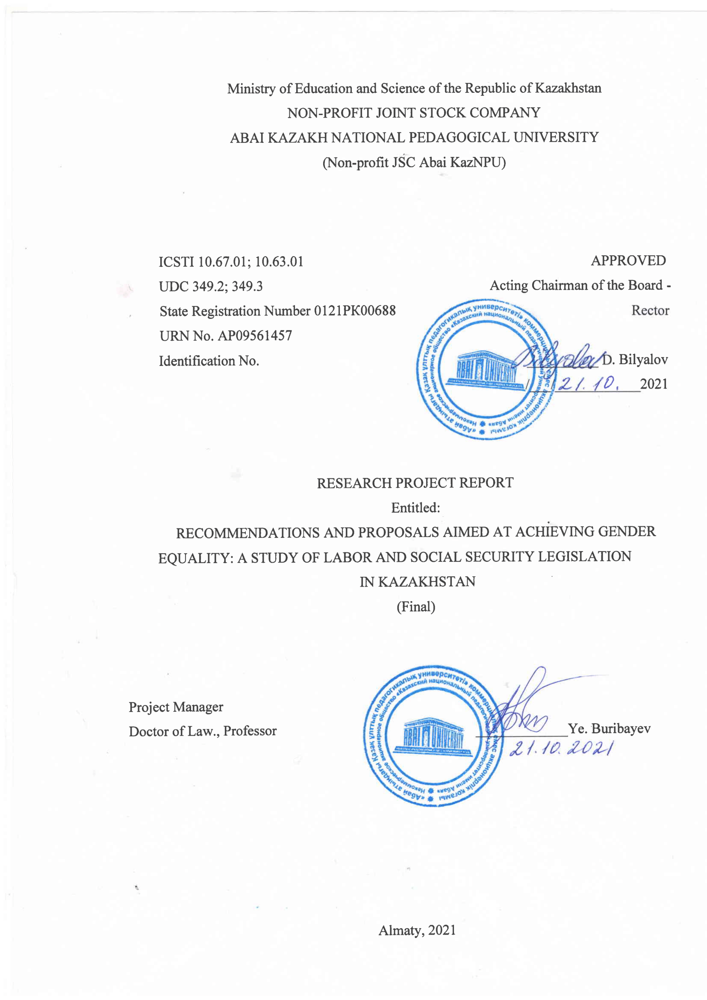 Ministry of Education and Science of the Republic of Kazakhstan
NON-PROFIT JOINT STOCK COMPANY
ABAI KAZAKH NATIONAL PEDAGOGICAL UNIVERSITY
(Non-profit JSC Abai KazNPU)
ICSTI 10.67.01; 10.63.01
UDC 349.2; 349.3
State Registration Number 0121РК00688
URN No. AP09561457
Identification No.
APPROVED
Acting Chairman of the Board -
Rector
Bilyalov D. Bilyalov
21.10. 2021
«Абай атындағы Қазақ ұлттық педагогикалық университеті» коммерциялық емес акционерлік қоғамы
Некоммерческое акционерное общество «Казахский национальный педагогический университет имени Абая»
ABAI UNIVERSITY
RESEARCH PROJECT REPORT
Entitled:
RECOMMENDATIONS AND PROPOSALS AIMED AT ACHIEVING GENDER
EQUALITY: A STUDY OF LABOR AND SOCIAL SECURITY LEGISLATION
IN KAZAKHSTAN
(Final)
Project Manager
Doctor of Law., Professor
«Абай атындағы Қазақ ұлттық педагогикалық университеті» коммерциялық емес акционерлік қоғамы
Некоммерческое акционерное общество «Казахский национальный педагогический университет имени Абая»
ABAI UNIVERSITY
Ye. Buribayev
21.10.2021
Almaty, 2021